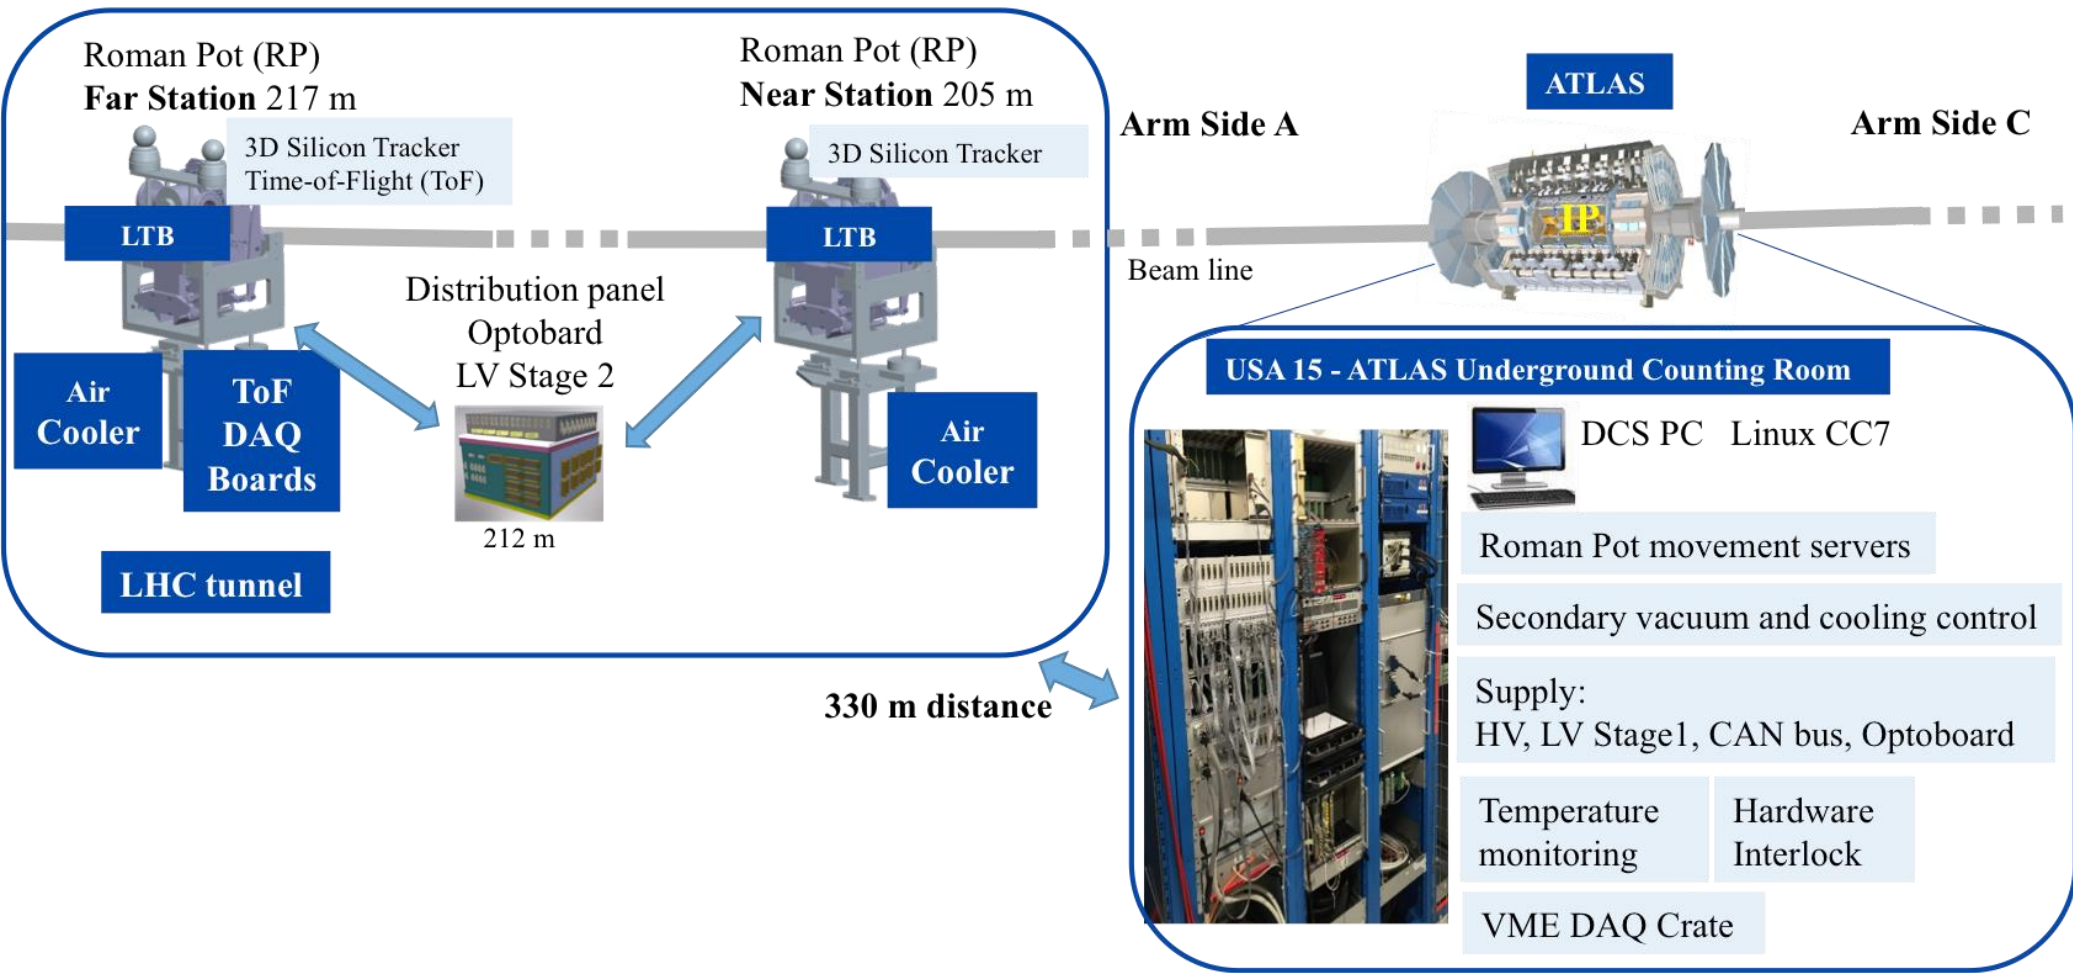 Roman Pot (RP)
Far Station 217 m
3D Silicon Tracker
Time-of-Flight (ToF)
LTB
Air
Cooler
ToF
DAQ
Boards
LHC tunnel
Distribution panel
Optobard
LV Stage 2
212 m
Roman Pot (RP)
Near Station 205 m
3D Silicon Tracker
LTB
Air
Cooler
330 m distance
Arm Side A
Beam line
ATLAS
IP
Arm Side C
USA 15 - ATLAS Underground Counting Room
DCS PC Linux CC7
Roman Pot movement servers
Secondary vacuum and cooling control
Supply:
HV, LV Stage1, CAN bus, Optoboard
Temperature
monitoring
Hardware
Interlock
VME DAQ Crate